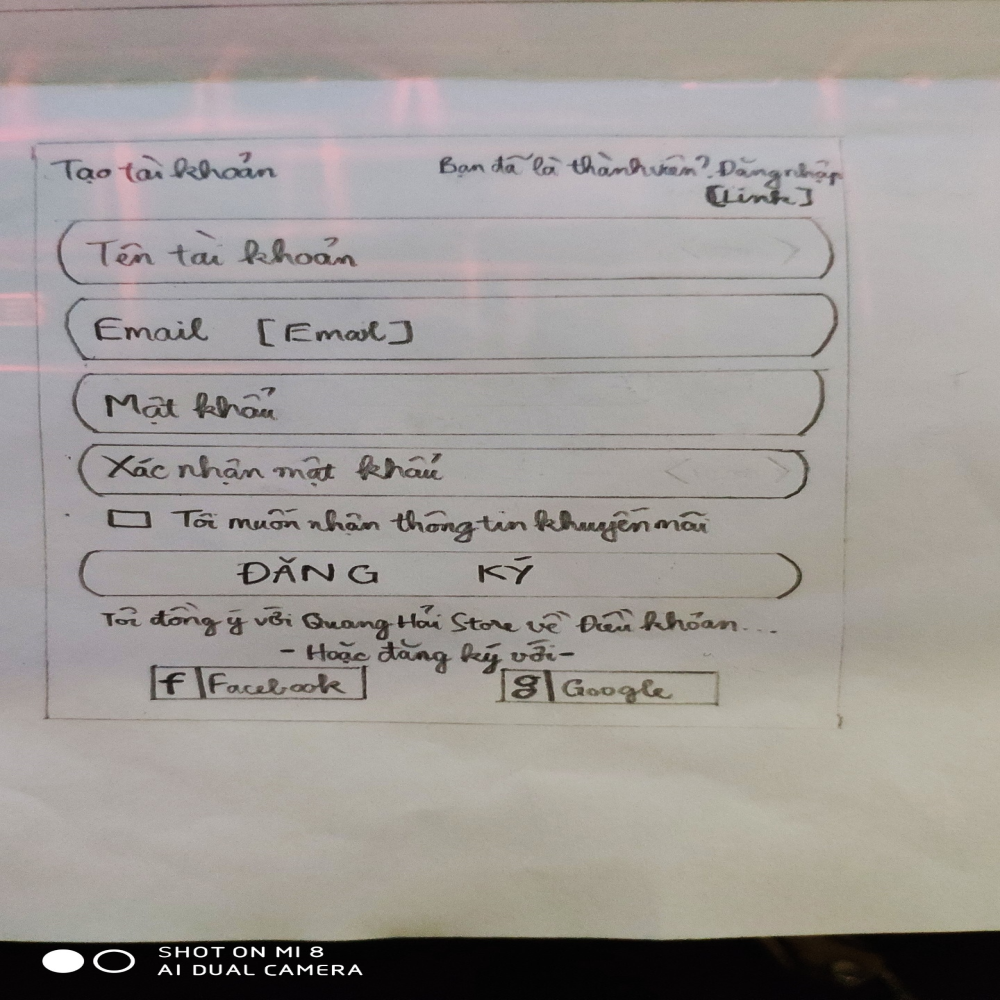 Tạo tài khoản
Bạn đã là thành viên? Đăng nhập
[Link]
Tên tài khoản
Email [Email]
Mật khẩu
Xác nhận mật khẩu
Tôi muốn nhận thông tin khuyến mãi
ĐĂNG KÝ
Tôi đồng ý với Quang Hải Store về Điều khỏan...
- Hoặc đăng ký với -
f Facebook
g Google
SHOT ON MI 8
AI DUAL CAMERA